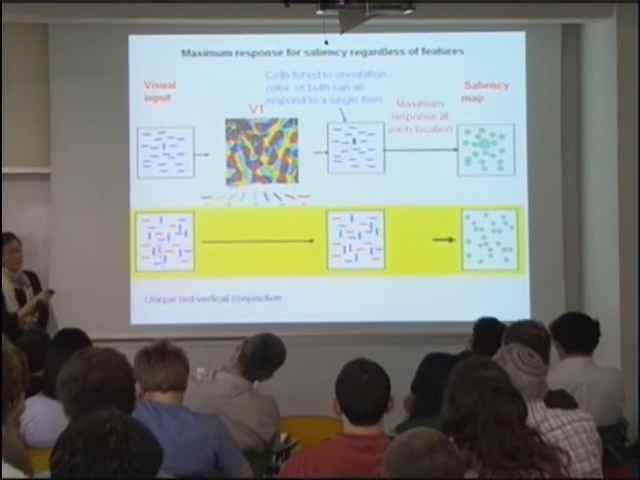 Maximum response for saliency regardless of features
Visual
input
V1
Cells tuned to orientation
color, or both can all
respond to a single item
Maximum
response at
each location
Saliency
map
Unique red-vertical conjunction